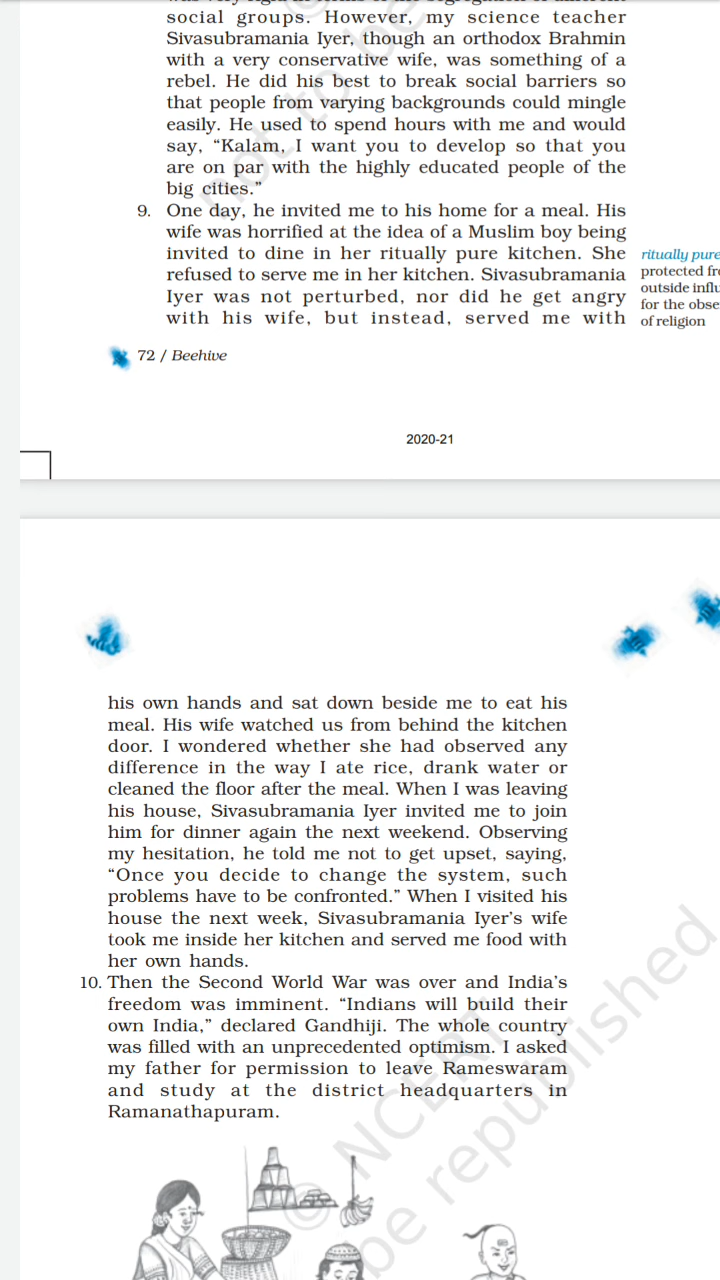 social groups. However, my science teacher
Sivasubramania Iyer, though an orthodox Brahmin
with a very conservative wife, was something of a
rebel. He did his best to break social barriers so
that people from varying backgrounds could mingle
easily. He used to spend hours with me and would
say, “Kalam, I want you to develop so that you
are on par with the highly educated people of the
big cities.”
9. One day, he invited me to his home for a meal. His
wife was horrified at the idea of a Muslim boy being
invited to dine in her ritually pure kitchen. She
refused to serve me in her kitchen. Sivasubramania
Iyer was not perturbed, nor did he get angry
with his wife, but instead, served me with
ritually pure
protected
outside
for the
of religion
72 / Beehive
2020-21
his own hands and sat down beside me to eat his
meal. His wife watched us from behind the kitchen
door. I wondered whether she had observed any
difference in the way I ate rice, drank water or
cleaned the floor after the meal. When I was leaving
his house, Sivasubramania Iyer invited me to join
him for dinner again the next weekend. Observing
my hesitation, he told me not to get upset, saying,
“Once you decide to change the system, such
problems have to be confronted.” When I visited his
house the next week, Sivasubramania Iyer’s wife
took me inside her kitchen and served me food with
her own hands.
10. Then the Second World War was over and India’s
freedom was imminent. “Indians will build their
own India,” declared Gandhiji. The whole country
was filled with an unprecedented optimism. I asked
my father for permission to leave Rameswaram
and study at the district headquarters in
Ramanathapuram.
© NCERT
be republished
not to be